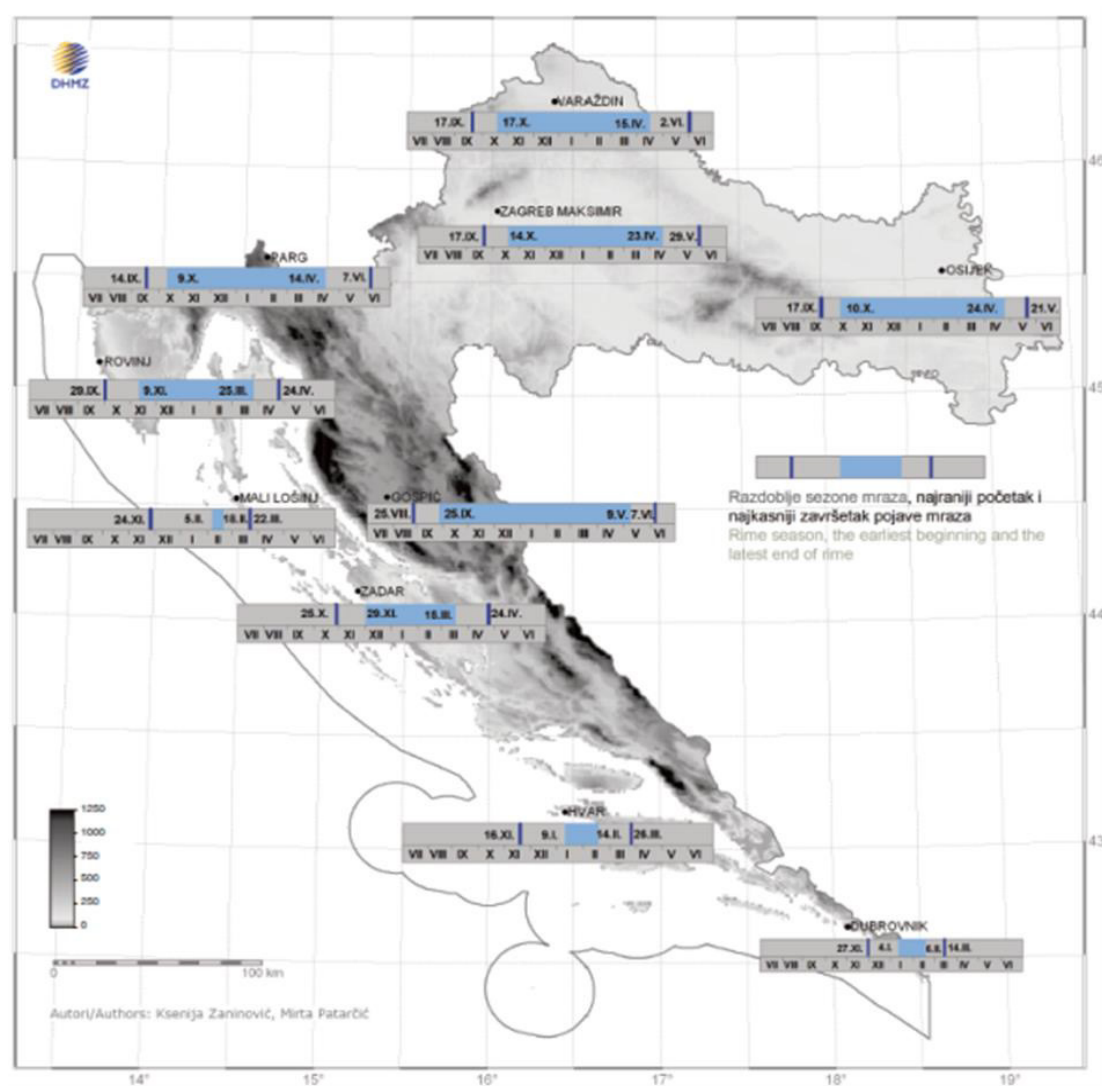 DHMZ
VARAŽDIN
17.IX. 17.X. 15.IV. 2.VI.
VII VIII IX X XI XII I II III IV V VI
ZAGREB MAKSIMIR
17.IX. 14.X. 23.IV. 29.V.
VII VIII IX X XI XII I II III IV V VI
PARG
14.IX. 9.X. 14.IV. 7.VI.
VII VIII IX X XI XII I II III IV V VI
OSIJEK
17.IX. 10.X. 24.IV. 21.V.
VII VIII IX X XI XII I II III IV V VI
ROVINJ
29.IX. 9.XI. 25.III. 24.IV.
VII VIII IX X XI XII I II III IV V VI
MALI LOŠINJ
24.XI. 5.II. 18.II. 22.III.
VII VIII IX X XI XII I II III IV V VI
GOSPIĆ
25.VIII. 25.IX. 9.V. 7.VI.
VII VIII IX X XI XII I II III IV V VI
Razdoblje sezone mraza, najraniji početak i
najkasniji završetak pojave mraza
Rime season, the earliest beginning and the
latest end of rime
ZADAR
25.X. 29.XI. 15.III. 24.IV.
VII VIII IX X XI XII I II III IV V VI
HVAR
16.XI. 9.I. 14.II. 26.III.
VII VIII IX X XI XII I II III IV V VI
DUBROVNIK
27.XI. 4.I. 6.II. 14.III.
VII VIII IX X XI XII I II III IV V VI
1250
1000
750
500
250
0
0 100 km
Autori/Authors: Ksenija Zaninović, Mirta Patarčić
46
45
44
43
14° 15° 16° 17° 18° 19°